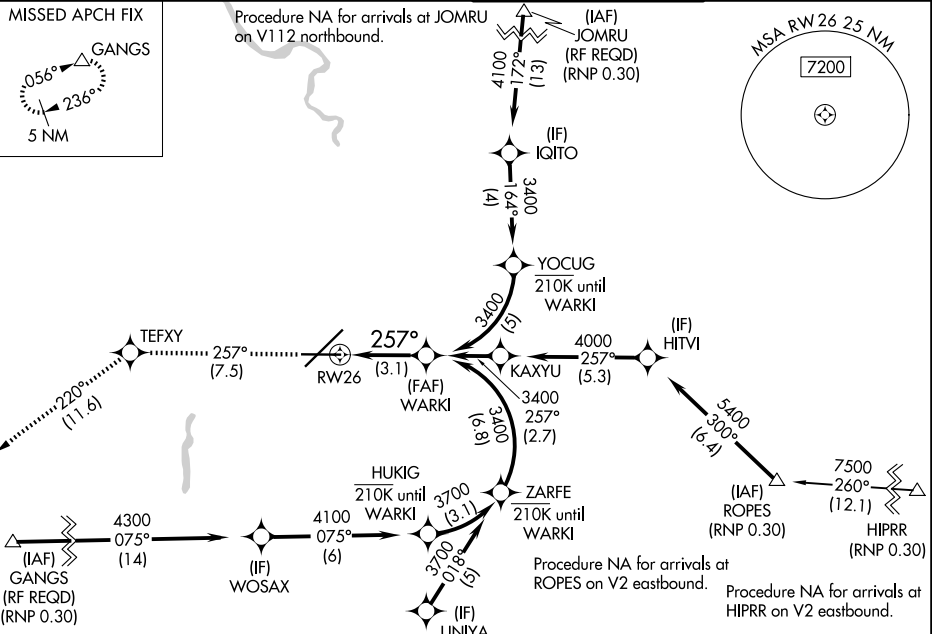 MISSED APCH FIX
GANGS
056°
236°
5 NM
Procedure NA for arrivals at JOMRU
on V112 northbound.
(IAF)
JOMRU
(RF REQD)
(RNP 0.30)
4100
172°
(13)
MSA RW 26 25 NM
7200
(IF)
IQITO
3400
164°
(4)
YOCUG
210K until
WARKI
3400
(5)
TEFXY
257°
(7.5)
RW26
257°
(3.1)
(FAF)
WARKI
KAXYU
3400
257°
(2.7)
4000
257°
(5.3)
(IF)
HITVI
220°
(11.6)
3400
(6.8)
5400
300°
(6.4)
(IAF)
ROPES
(RNP 0.30)
7500
260°
(12.1)
HIPRR
(RNP 0.30)
HUKIG
210K until
WARKI
3700
(3.1)
ZARFE
210K until
WARKI
4300
075°
(14)
(IAF)
GANGS
(RF REQD)
(RNP 0.30)
4100
075°
(6)
(IF)
WOSAX
3700
018°
(5)
(IF)
UNIYA
Procedure NA for arrivals at
ROPES on V2 eastbound.
Procedure NA for arrivals at
HIPRR on V2 eastbound.